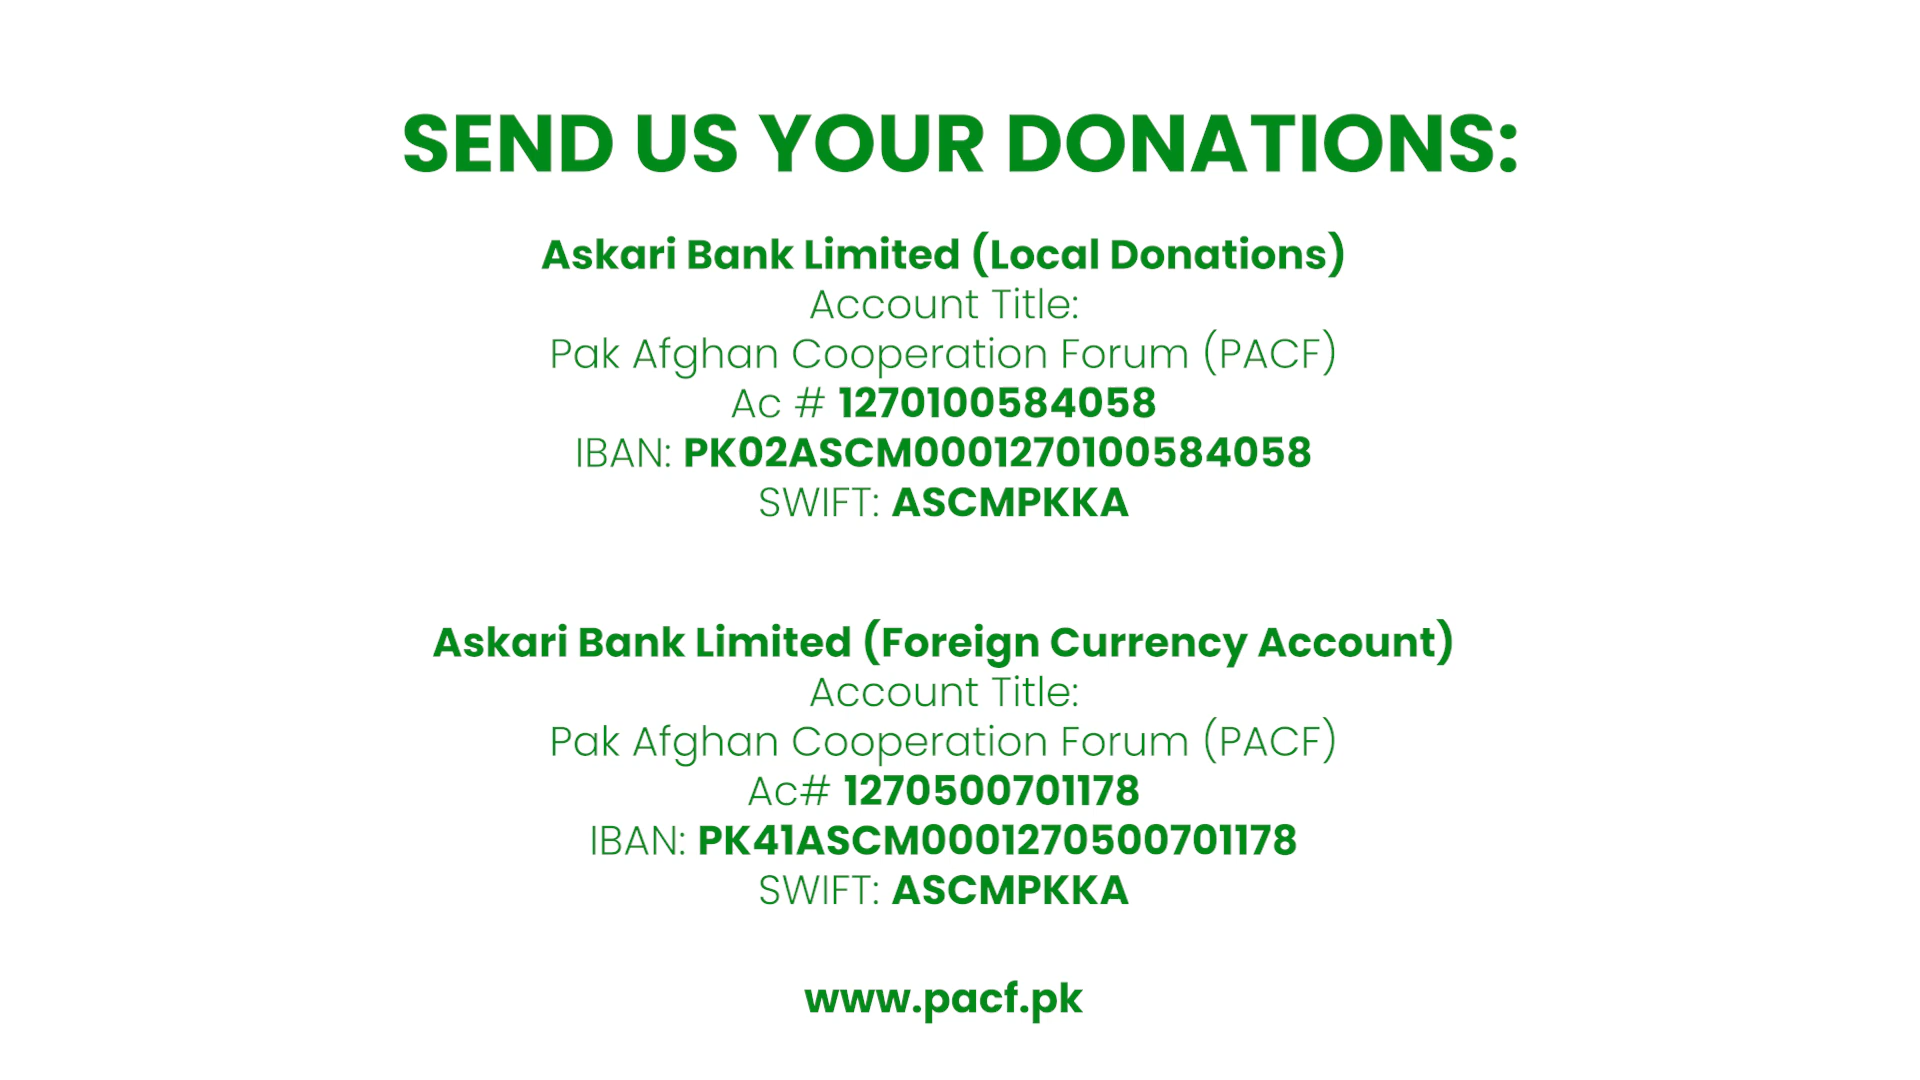 SEND US YOUR DONATIONS:
Askari Bank Limited (Local Donations)
Account Title:
Pak Afghan Cooperation Forum (PACF)
Ac # 1270100584058
IBAN: PK02ASCM0001270100584058
SWIFT: ASCMPKKA
Askari Bank Limited (Foreign Currency Account)
Account Title:
Pak Afghan Cooperation Forum (PACF)
Ac# 1270500701178
IBAN: PK41ASCM0001270500701178
SWIFT: ASCMPKKA
www.pacf.pk